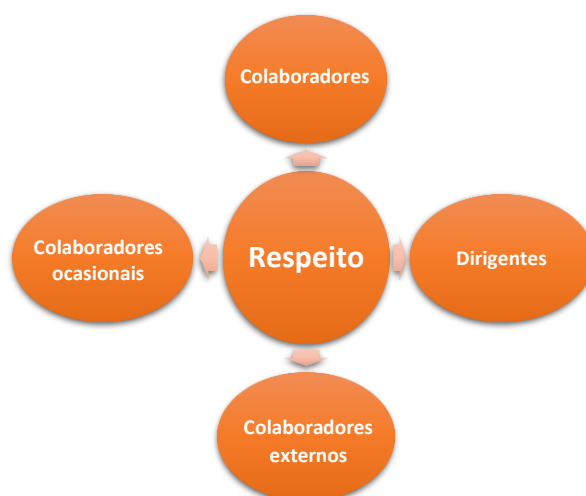 Colaboradores
Colaboradores
ocasionais
Respeito
Dirigentes
Colaboradores
externos